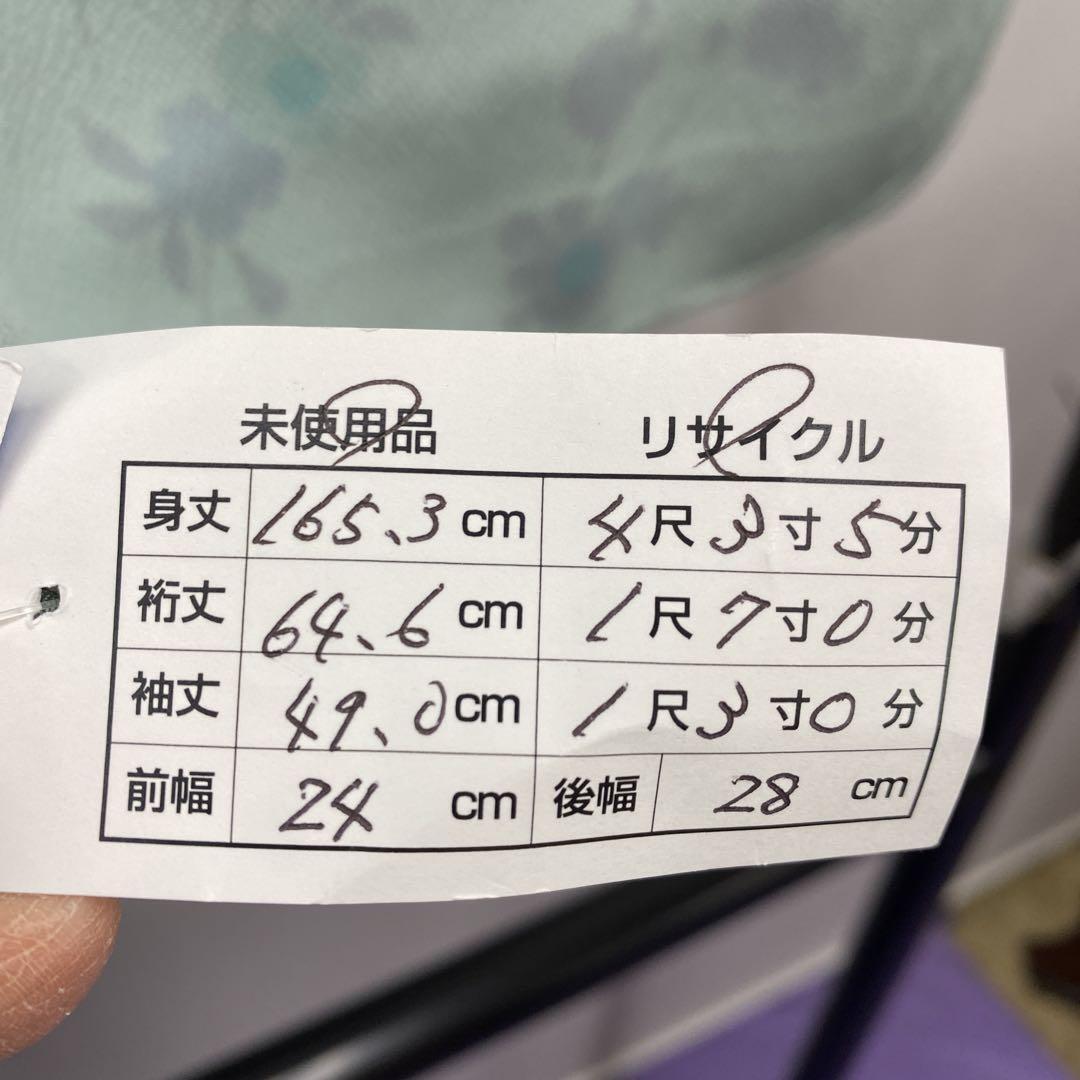 未使用品 リサイクル
身丈 165.3 cm 4尺3寸5分
裄丈 64.6 cm 1尺7寸0分
袖丈 49.0 cm 1尺3寸0分
前幅 24 cm 後幅 28 cm